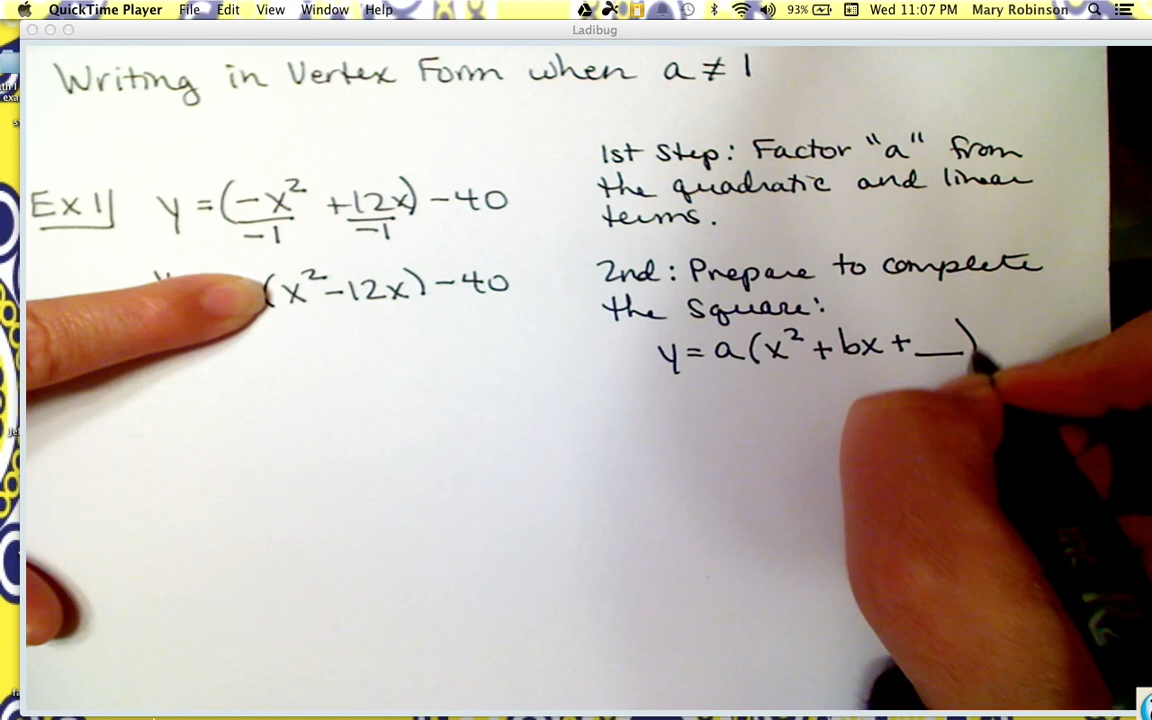 QuickTime Player File Edit View Window Help 93% Wed 11:07 PM Mary Robinson
Ladibug
Writing in Vertex Form when a ≠ 1
Ex 1 y = (-x² + 12x) - 40
-1 -1
(x² - 12x) - 40
1st Step: Factor "a" from
the quadratic and linear
terms.
2nd: Prepare to complete
the square:
y = a(x² + bx + __)